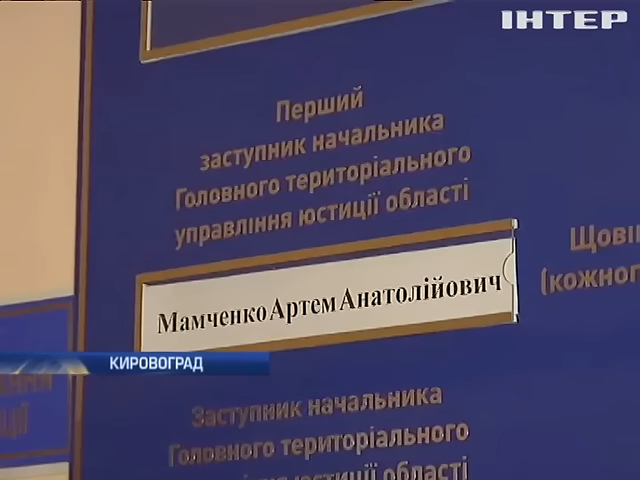 ІНТЕР
Перший
заступник начальника
Головного територіального
управління юстиції області
Щові
(кожног
Мамченко Артем Анатолійович
КИРОВОГРАД
Заступник начальника
Головного територіального
юстиції області